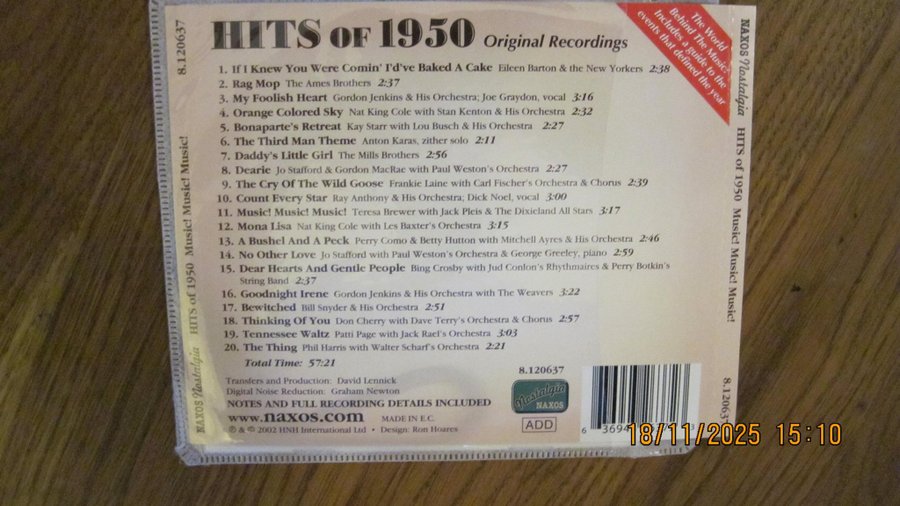 HITS OF 1950 Original Recordings
The World
Behind The Music!
Includes a guide to the
events that defined the year
1. If I Knew You Were Comin' I'd've Baked A Cake Eileen Barton & the New Yorkers 2:38
2. Rag Mop The Ames Brothers 2:37
3. My Foolish Heart Gordon Jenkins & His Orchestra; Joe Graydon, vocal 3:16
4. Orange Colored Sky Nat King Cole with Stan Kenton & His Orchestra 2:32
5. Bonaparte's Retreat Kay Starr with Lou Busch & His Orchestra 2:27
6. The Third Man Theme Anton Karas, zither solo 2:11
7. Daddy's Little Girl The Mills Brothers 2:56
8. Dearie Jo Stafford & Gordon MacRae with Paul Weston's Orchestra 2:27
9. The Cry Of The Wild Goose Frankie Laine with Carl Fischer's Orchestra & Chorus 2:39
10. Count Every Star Ray Anthony & His Orchestra; Dick Noel, vocal 3:00
11. Music! Music! Music! Teresa Brewer with Jack Pleis & The Dixieland All Stars 3:17
12. Mona Lisa Nat King Cole with Les Baxter's Orchestra 3:15
13. A Bushel And A Peck Perry Como & Betty Hutton with Mitchell Ayres & His Orchestra 2:46
14. No Other Love Jo Stafford with Paul Weston's Orchestra & George Greeley, piano 2:59
15. Dear Hearts And Gentle People Bing Crosby with Jud Conlon's Rhythmaires & Perry Botkin's
String Band 2:37
16. Goodnight Irene Gordon Jenkins & His Orchestra with The Weavers 3:22
17. Bewitched Bill Snyder & His Orchestra 2:51
18. Thinking Of You Don Cherry with Dave Terry's Orchestra & Chorus 2:57
19. Tennessee Waltz Patti Page with Jack Rael's Orchestra 3:03
20. The Thing Phil Harris with Walter Scharf's Orchestra 2:21
Total Time: 57:21
Transfers and Production: David Lennick
Digital Noise Reduction: Graham Newton
NOTES AND FULL RECORDING DETAILS INCLUDED
www.naxos.com MADE IN E.C.
℗ & © 2002 HNH International Ltd • Design: Ron Hoares
8.120637
Nostalgia
NAXOS
ADD
6 3694
18/11/2025 15:10
NAXOS Nostalgia HITS OF 1950 Music! Music! Music! 8.120637
NAXOS Nostalgia HITS OF 1950 Music! Music! Music! 8.120637